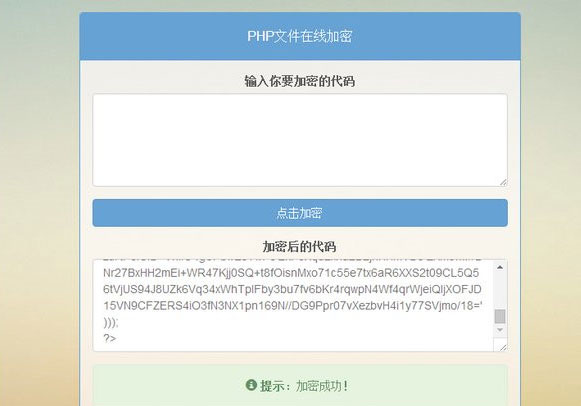 PHP文件在线加密
输入你要加密的代码
点击加密
加密后的代码
Nr27BxHH2mEi+WR47Kjj0SQ+t8fOisnMxo71c55e7tx6aR6XXS2t09CL5Q5
6tVjUS94J8UZk6Vq34xWhTplFby3bu7fv6bKr4rqwpN4Wf4qrWjeiQljXOFJD
15VN9CFZERS4iO3fN3NX1pn169N//DG9Ppr07vXezbvH4i1y77SVjmo/18='
)));
?>
提示：加密成功！